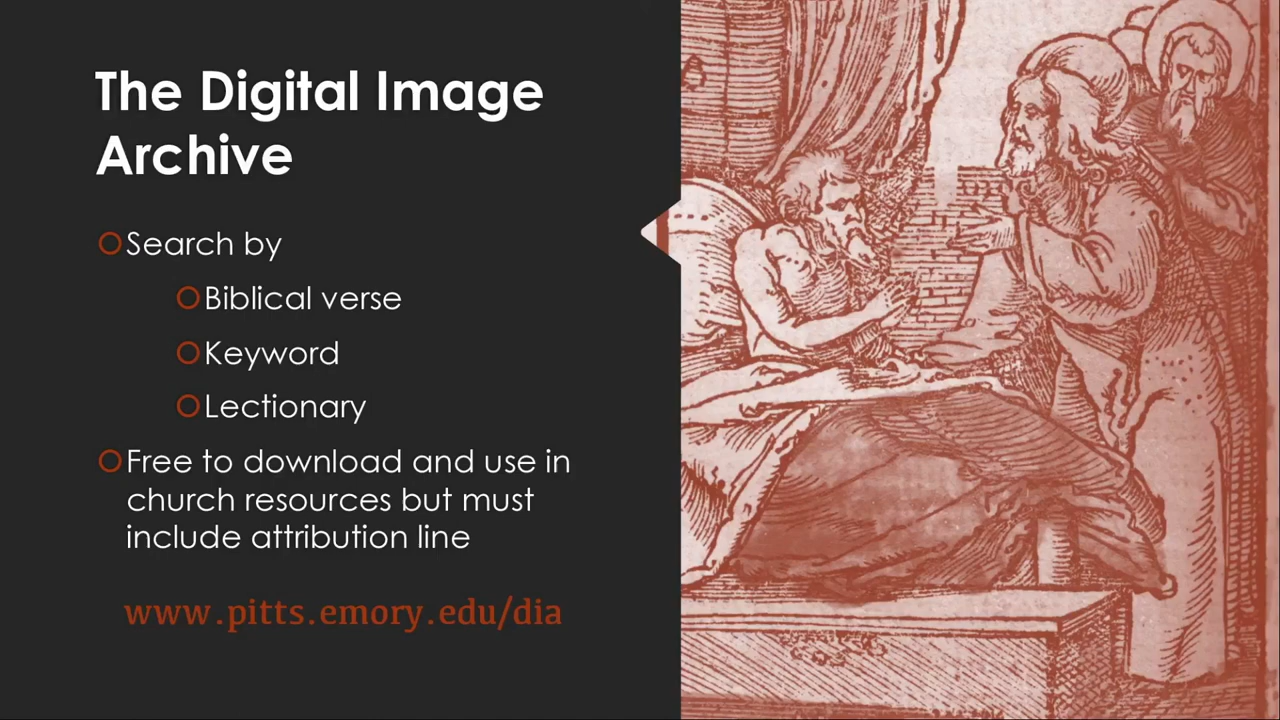 The Digital Image
Archive
Search by
Biblical verse
Keyword
Lectionary
Free to download and use in
church resources but must
include attribution line
www.pitts.emory.edu/dia